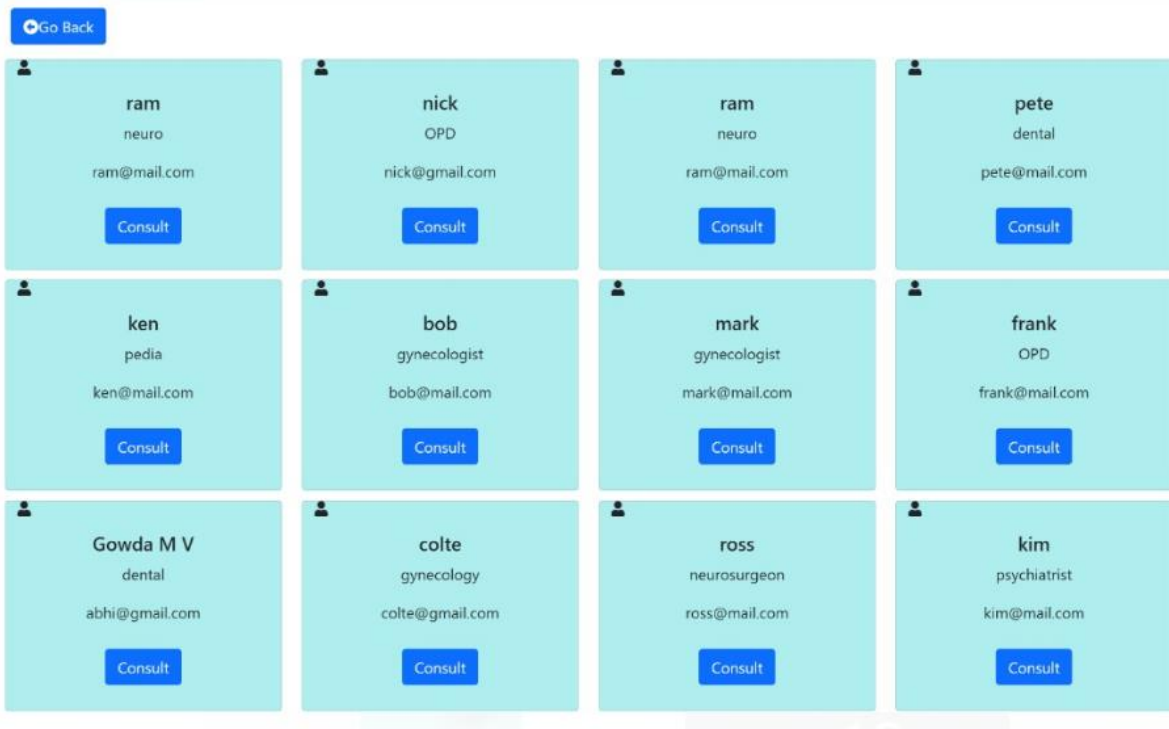 Go Back
ram
neuro
ram@mail.com
Consult
nick
OPD
nick@gmail.com
Consult
ram
neuro
ram@mail.com
Consult
pete
dental
pete@mail.com
Consult
ken
pedia
ken@mail.com
Consult
bob
gynecologist
bob@mail.com
Consult
mark
gynecologist
mark@mail.com
Consult
frank
OPD
frank@mail.com
Consult
Gowda M V
dental
abhi@gmail.com
Consult
colte
gynecology
colte@gmail.com
Consult
ross
neurosurgeon
ross@mail.com
Consult
kim
psychiatrist
kim@mail.com
Consult